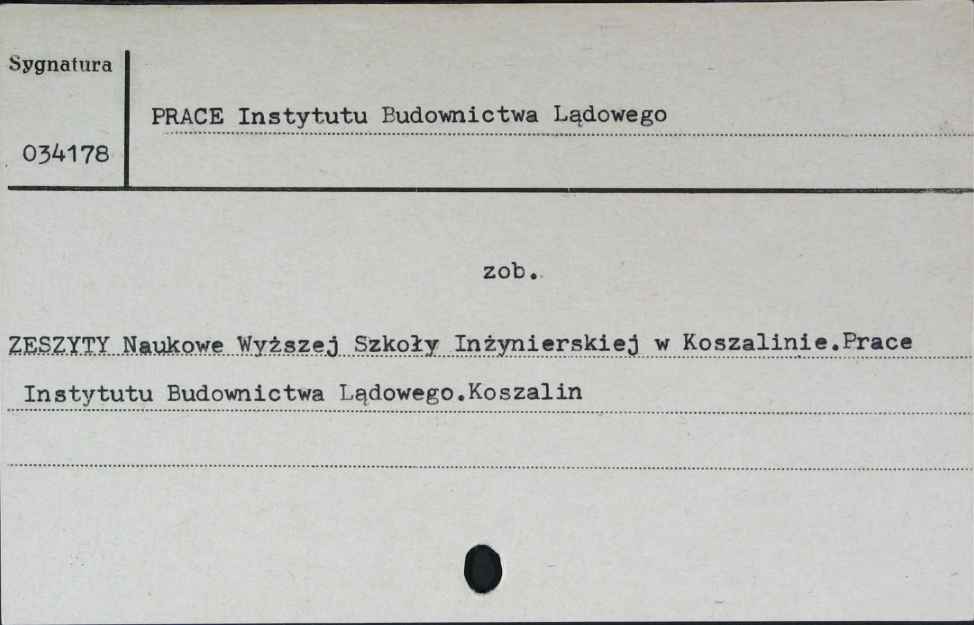 Sygnatura
PRACE Instytutu Budownictwa Lądowego
034178
zob.
ZESZYTY Naukowe Wyższej Szkoły Inżynierskiej w Koszalinie.Prace
Instytutu Budownictwa Lądowego.Koszalin